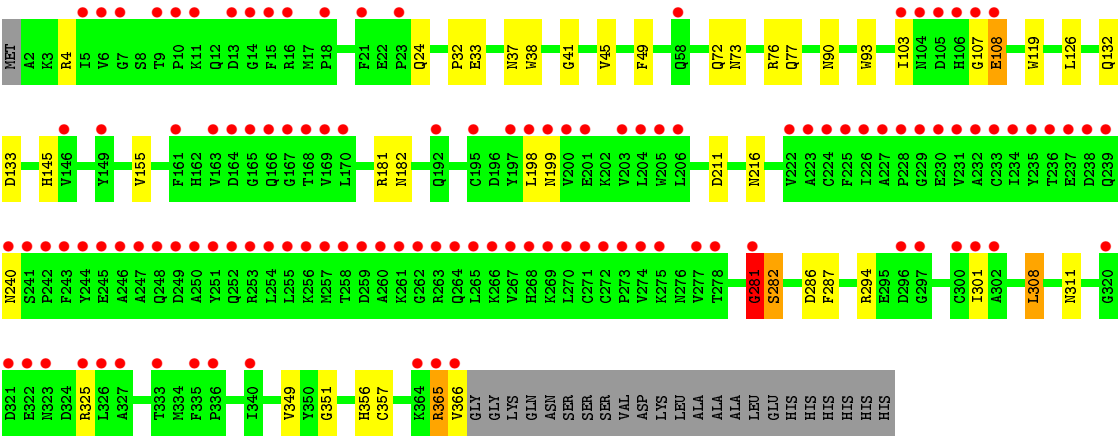 MET A2 K3 R4 I5 V6 G7 S8 T9 P10 K11 Q12 D13 G14 F15 R16 M17 P18 F21 E22 P23 Q24 P32 E33 N37 W38 G41 V45 F49 Q58 Q72 N73 R76 Q77 N90 W93 I103 N104 D105 H106 G107 E108 W119 L126 Q132
D133 H145 V146 Y149 V155 F161 H162 V163 D164 G165 Q166 G167 T168 V169 L170 R181 N182 Q192 C195 D196 Y197 L198 N199 V200 E201 K202 V203 L204 W205 L206 D211 N216 V222 A223 C224 F225 I226 A227 P228 G229 E230 V231 A232 C233 I234 Y235 T236 E237 D238 Q239
N240 S241 P242 F243 Y244 E245 A246 A247 Q248 D249 A250 Y251 Q252 R253 L254 L255 K256 M257 T258 D259 A260 K261 G262 R263 Q264 L265 K266 V267 H268 K269 L270 C271 C272 P273 V274 K275 N276 V277 T278 G281 S282 D286 F287 R294 E295 D296 G297 C300 I301 A302 L308 N311 G320
D321 E322 N323 D324 R325 L326 A327 T333 M334 F335 P336 I340 V349 Y350 G351 H356 C357 K364 R365 V366 GLY GLY LYS GLN ASN SER SER SER VAL ASP LYS LEU ALA ALA ALA LEU GLU HIS HIS HIS HIS HIS HIS